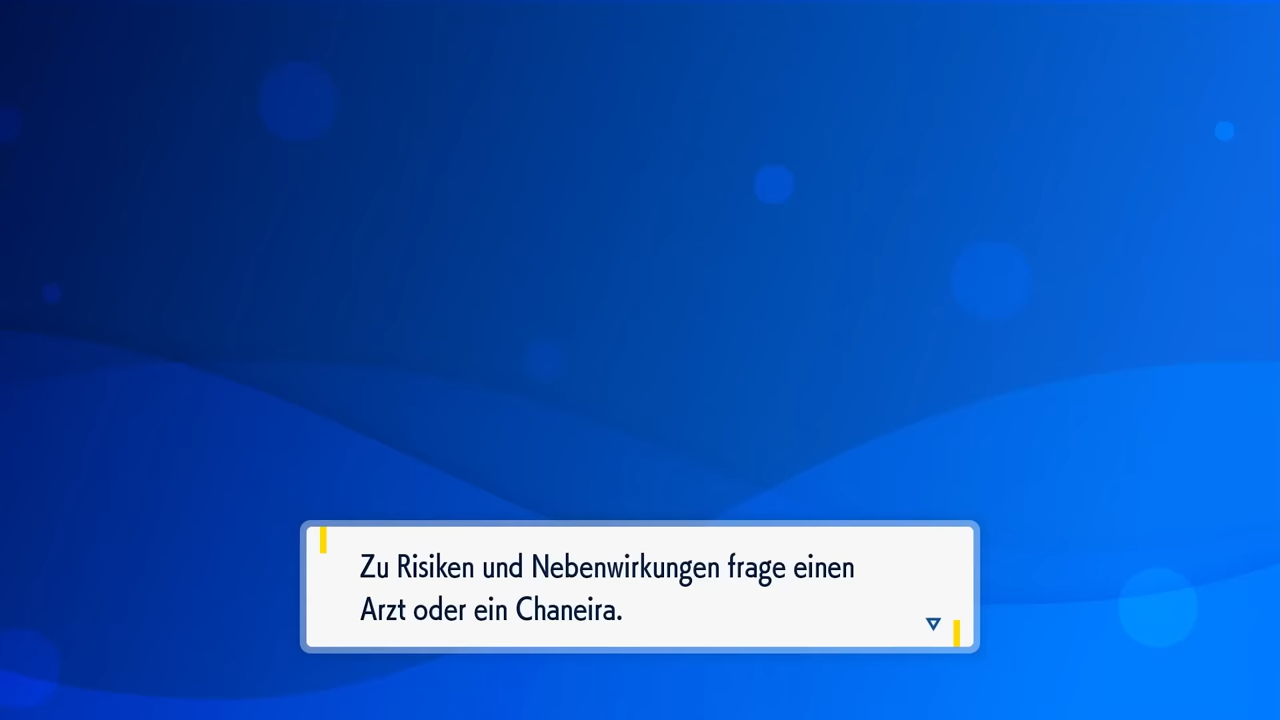 Zu Risiken und Nebenwirkungen frage einen
Arzt oder ein Chaneira.